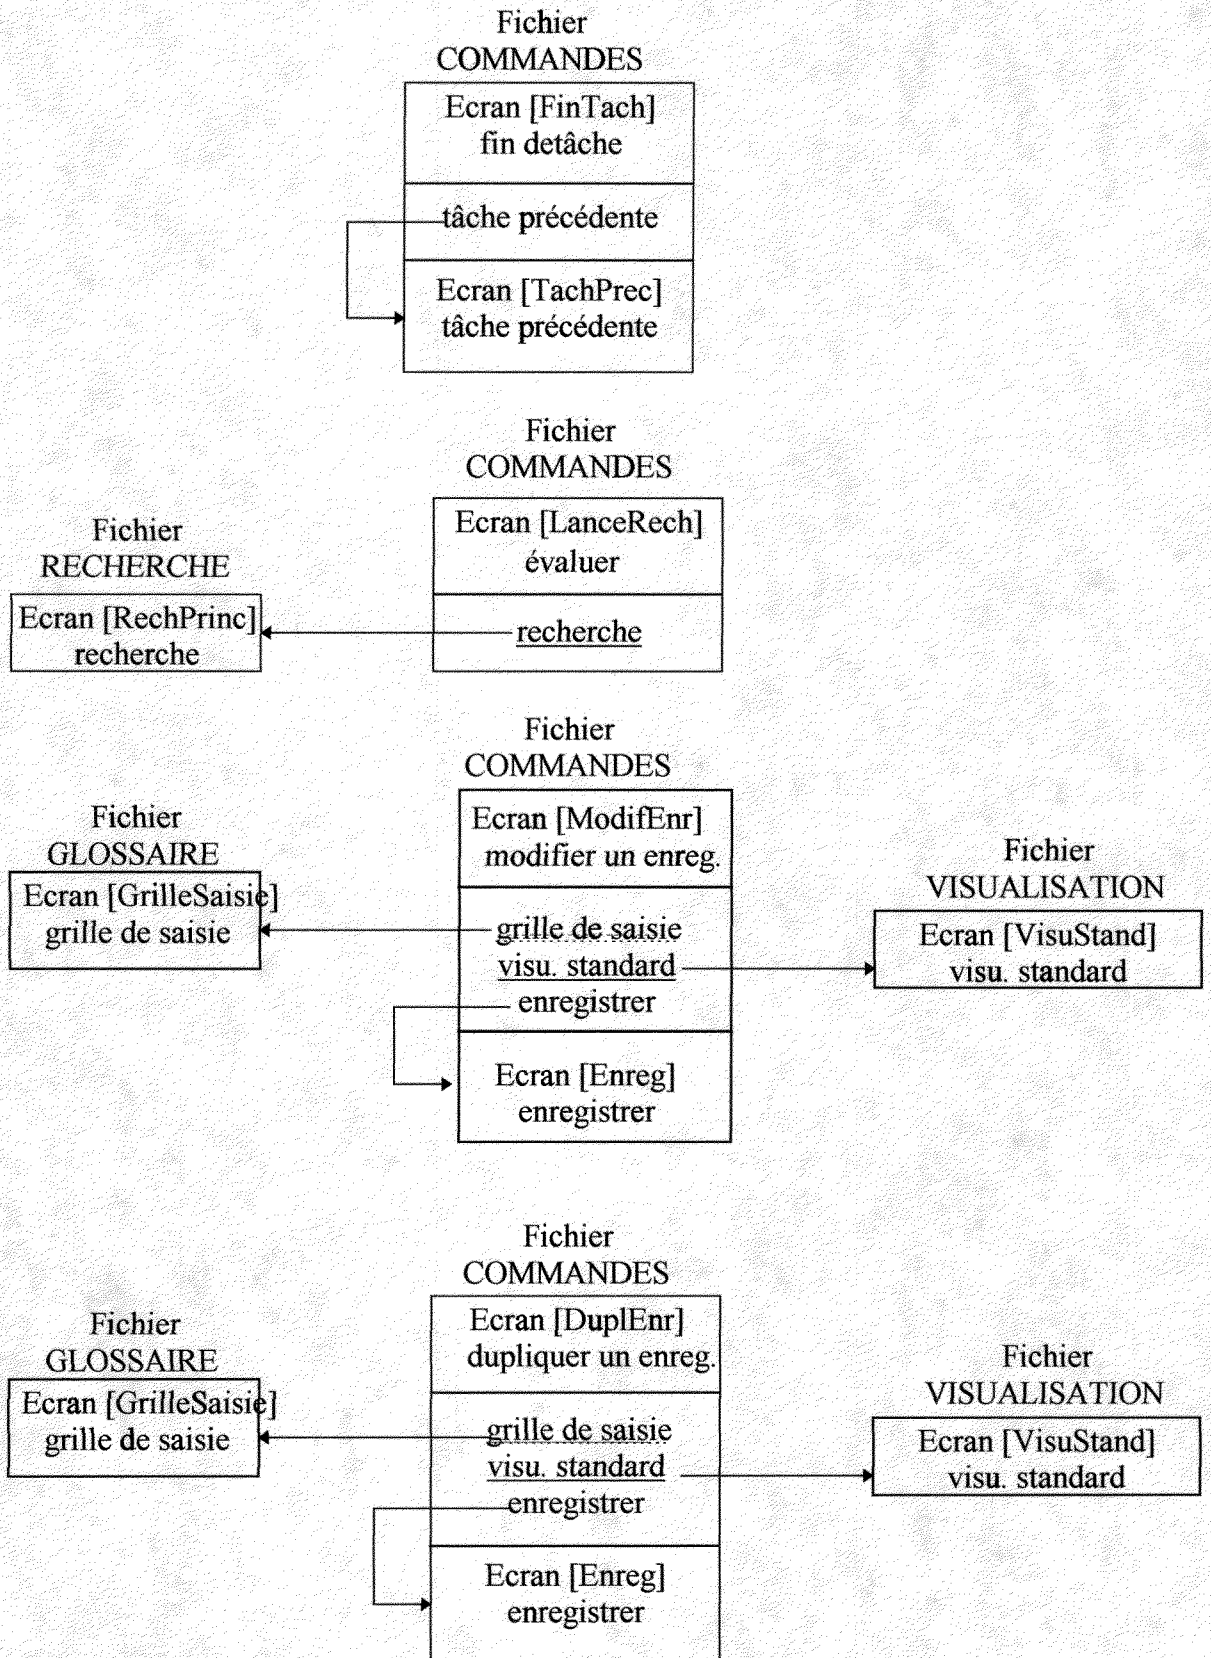 Fichier
COMMANDES
Ecran [FinTach]
fin detâche
tâche précédente
Ecran [TachPrec]
tâche précédente
Fichier
COMMANDES
Ecran [LanceRech]
évaluer
recherche
Fichier
RECHERCHE
Ecran [RechPrinc]
recherche
Fichier
COMMANDES
Ecran [ModifEnr]
modifier un enreg.
grille de saisie
visu. standard
enregistrer
Ecran [Enreg]
enregistrer
Fichier
GLOSSAIRE
Ecran [GrilleSaisie]
grille de saisie
Fichier
VISUALISATION
Ecran [VisuStand]
visu. standard
Fichier
COMMANDES
Ecran [DuplEnr]
dupliquer un enreg.
grille de saisie
visu. standard
enregistrer
Ecran [Enreg]
enregistrer
Fichier
GLOSSAIRE
Ecran [GrilleSaisie]
grille de saisie
Fichier
VISUALISATION
Ecran [VisuStand]
visu. standard